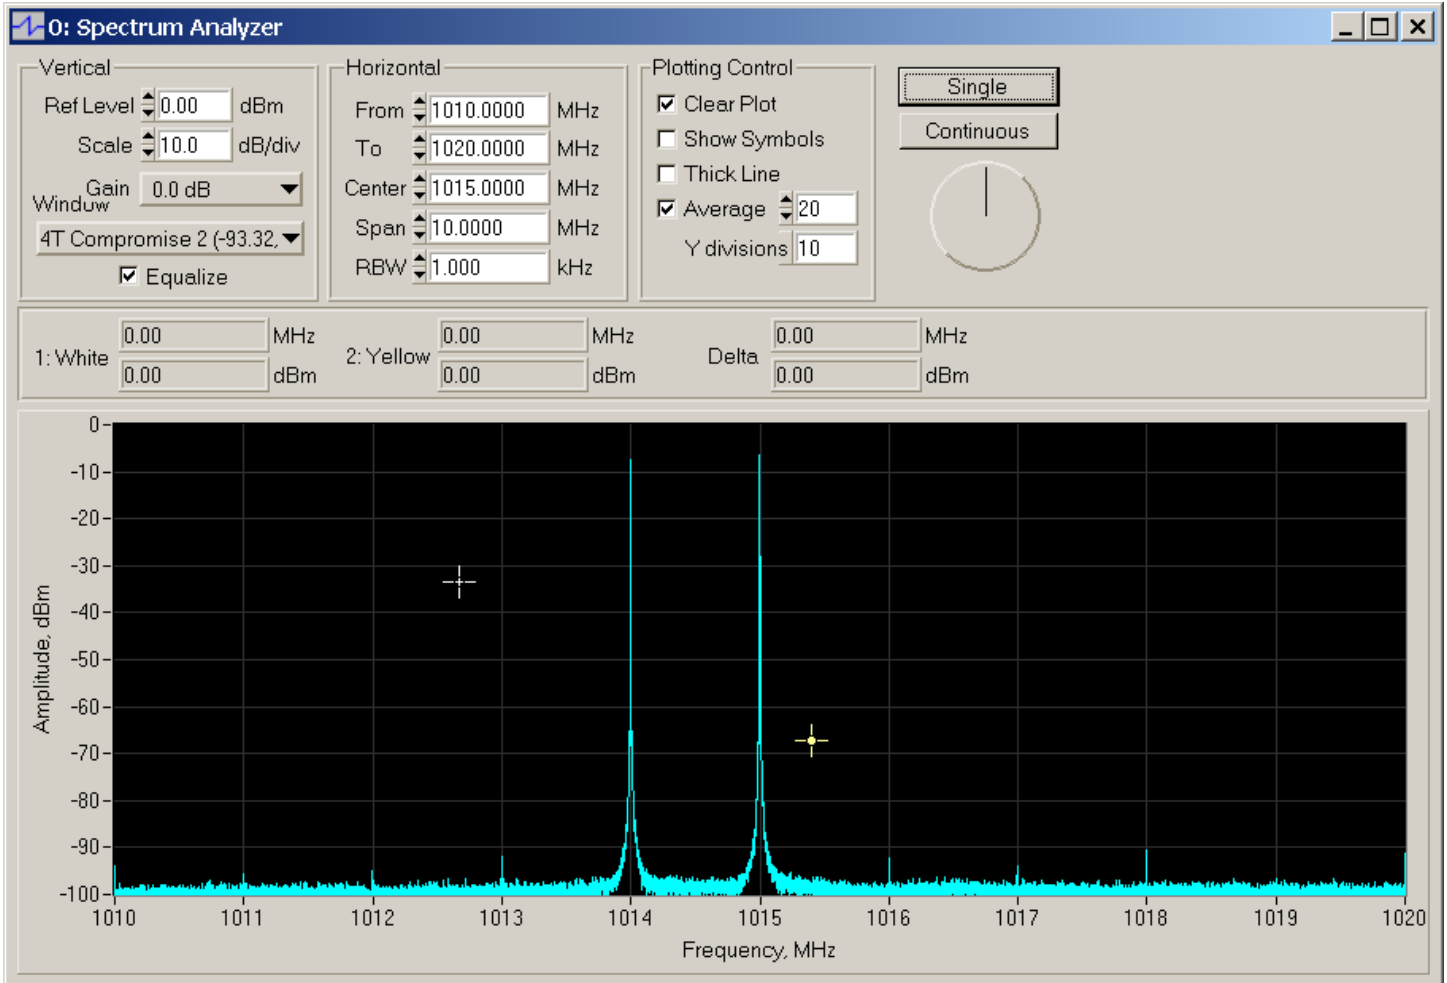 0: Spectrum Analyzer
Vertical
Ref Level 0.00 dBm
Scale 10.0 dB/div
Gain 0.0 dB
Window
4T Compromise 2 (-93.32,
Equalize
Horizontal
From 1010.0000 MHz
To 1020.0000 MHz
Center 1015.0000 MHz
Span 10.0000 MHz
RBW 1.000 kHz
Plotting Control
Clear Plot
Show Symbols
Thick Line
Average 20
Y divisions 10
Single
Continuous
1: White 0.00 MHz
0.00 dBm
2: Yellow 0.00 MHz
0.00 dBm
Delta 0.00 MHz
0.00 dBm
Amplitude, dBm
0
-10
-20
-30
-40
-50
-60
-70
-80
-90
-100
1010 1011 1012 1013 1014 1015 1016 1017 1018 1019 1020
Frequency, MHz